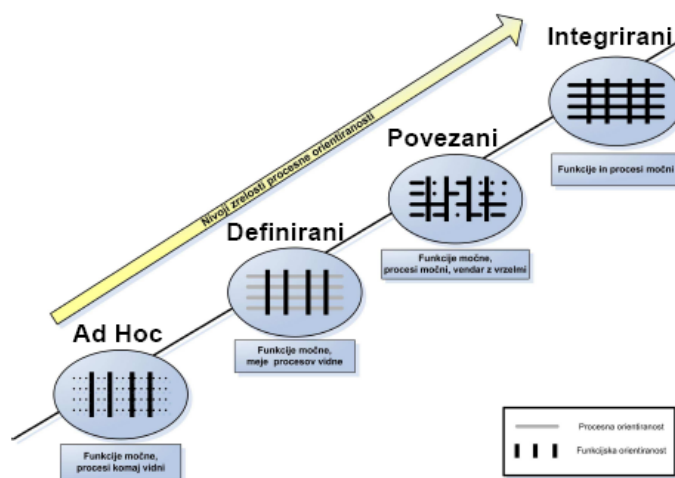 Integrirani
Funkcije in procesi močni
Povezani
Funkcije močne,
procesi močni, vendar z vrzelmi
Nivoji zrelosti procesne orientiranosti
Definirani
Funkcije močne,
meje procesov vidne
Ad Hoc
Funkcije močne,
procesi komaj vidni
Procesna orientiranost
Funkcijska orientiranost